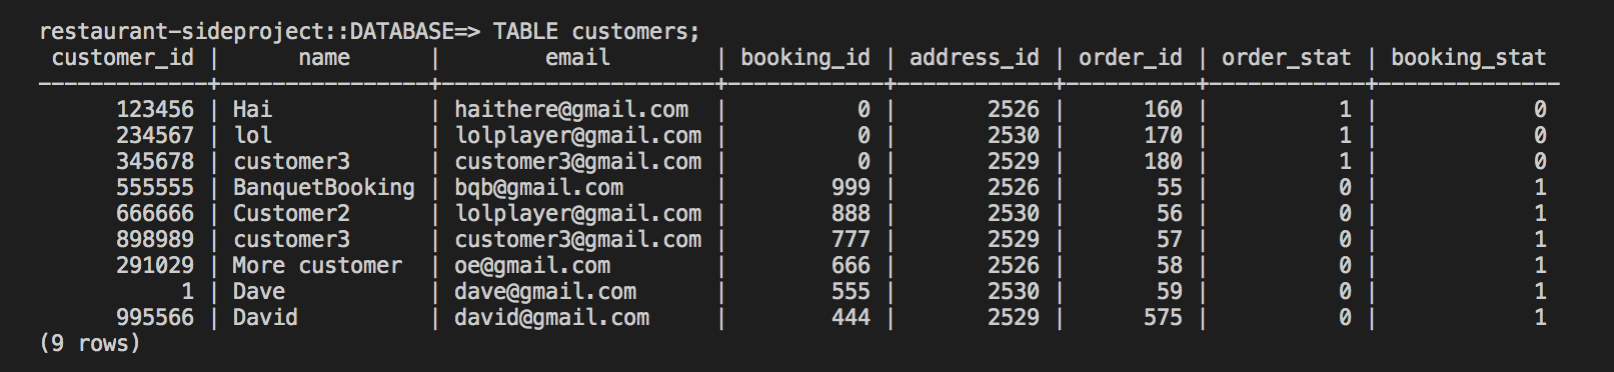 restaurant-sideproject::DATABASE=> TABLE customers;
 customer_id |      name       |        email        | booking_id | address_id | order_id | order_stat | booking_stat
-------------+-----------------+---------------------+------------+------------+----------+------------+--------------
      123456 | Hai             | haithere@gmail.com  |          0 |       2526 |      160 |          1 |            0
      234567 | lol             | lolplayer@gmail.com |          0 |       2530 |      170 |          1 |            0
      345678 | customer3       | customer3@gmail.com |          0 |       2529 |      180 |          1 |            0
      555555 | BanquetBooking  | bqb@gmail.com       |        999 |       2526 |       55 |          0 |            1
      666666 | Customer2       | lolplayer@gmail.com |        888 |       2530 |       56 |          0 |            1
      898989 | customer3       | customer3@gmail.com |        777 |       2529 |       57 |          0 |            1
      291029 | More customer   | oe@gmail.com        |        666 |       2526 |       58 |          0 |            1
           1 | Dave            | dave@gmail.com      |        555 |       2530 |       59 |          0 |            1
      995566 | David           | david@gmail.com     |        444 |       2529 |      575 |          0 |            1
(9 rows)